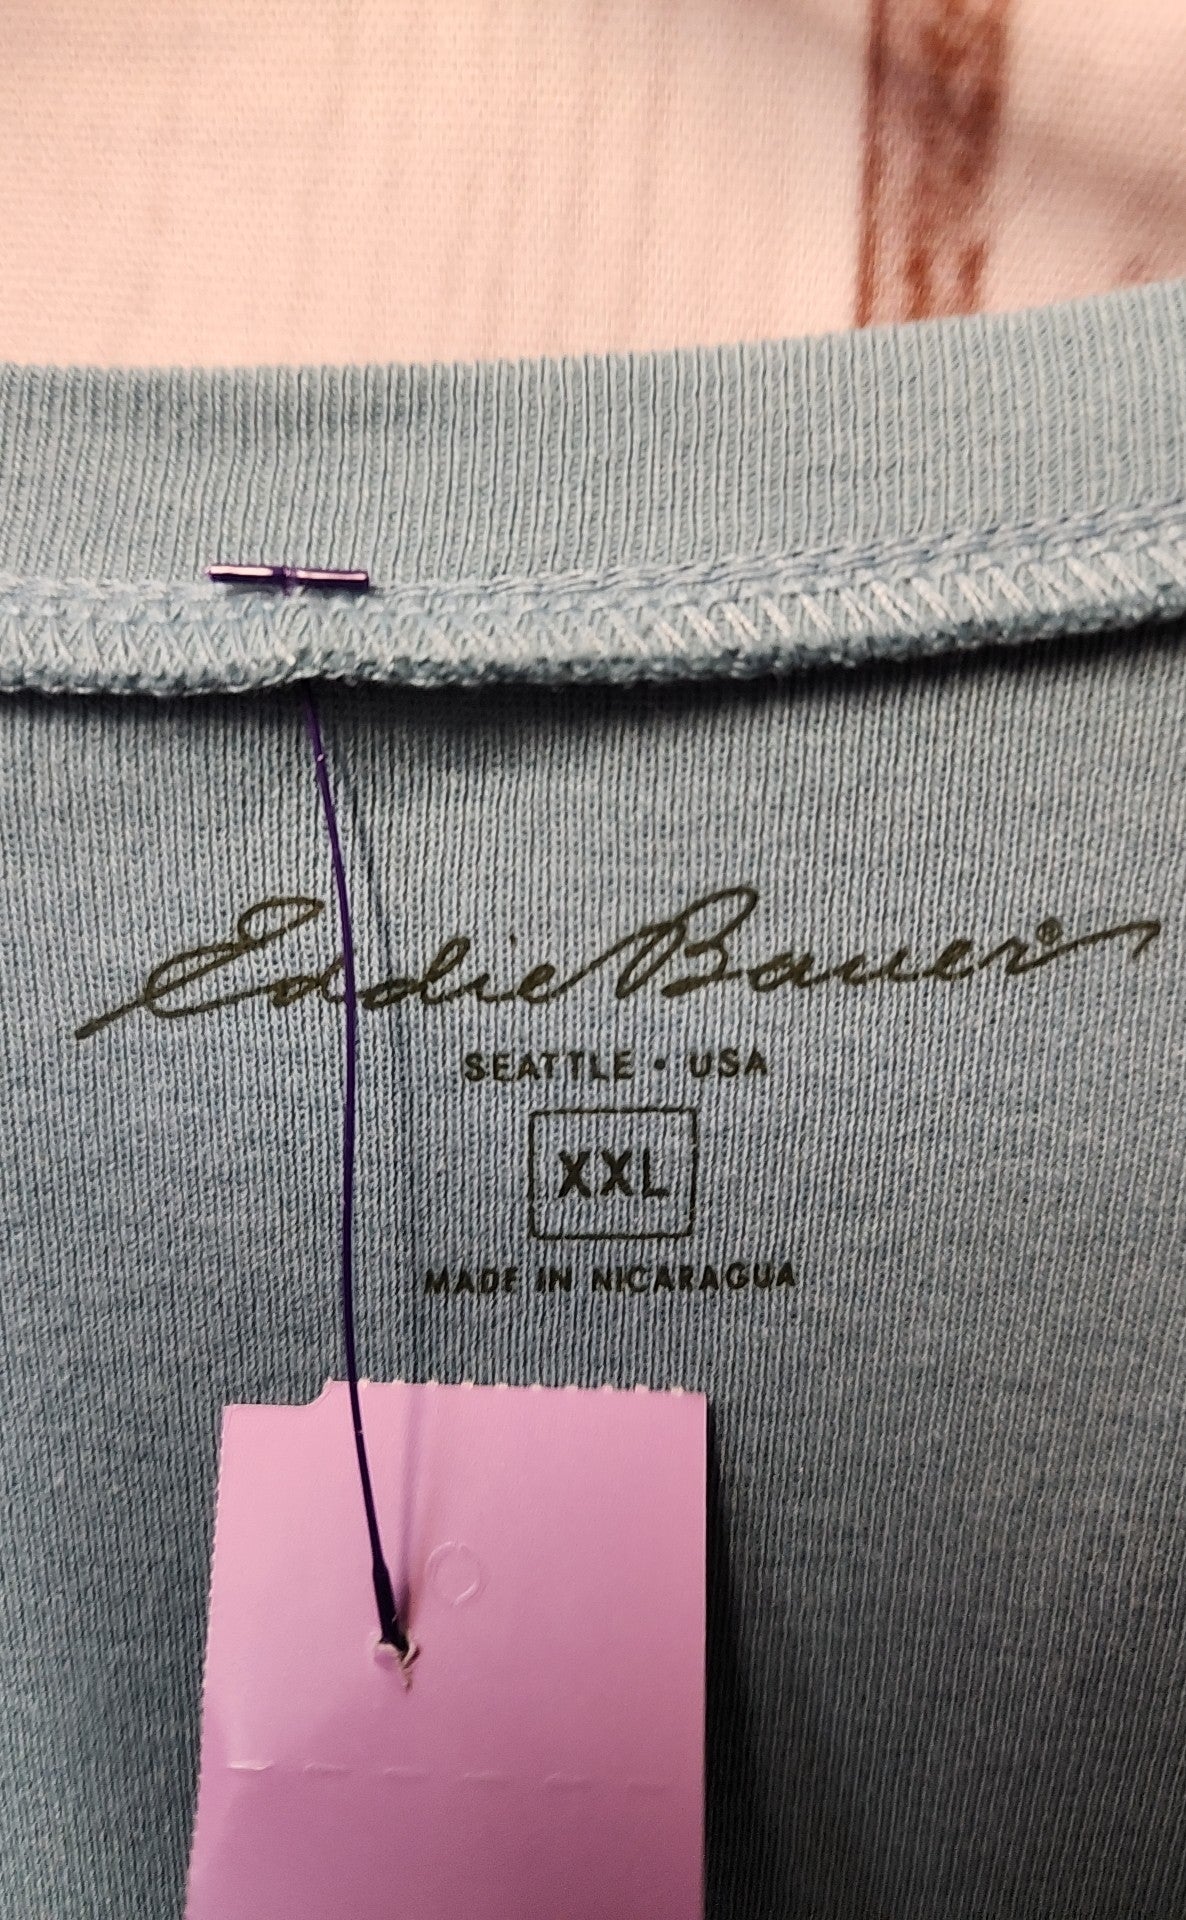 Eddie Bauer®
SEATTLE • USA
XXL
MADE IN NICARAGUA